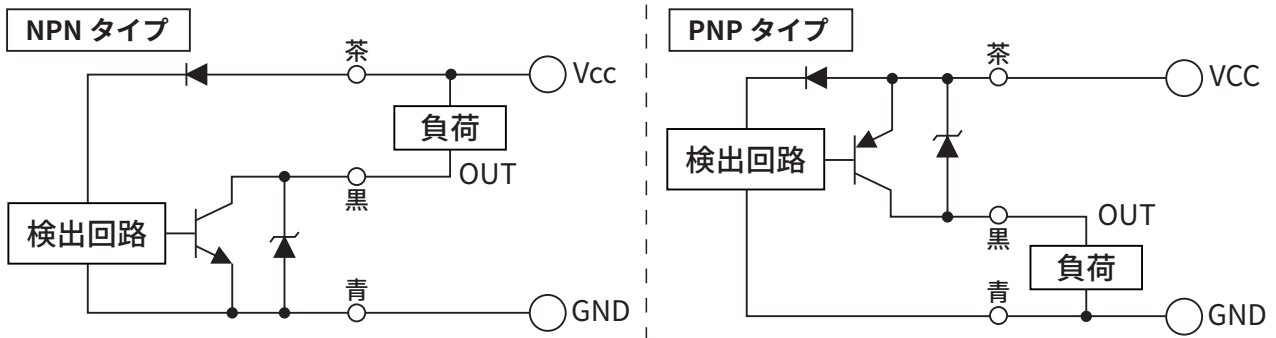 NPN タイプ
茶
Vcc
負荷
OUT
黒
検出回路
青
GND
PNP タイプ
茶
VCC
検出回路
OUT
黒
負荷
青
GND